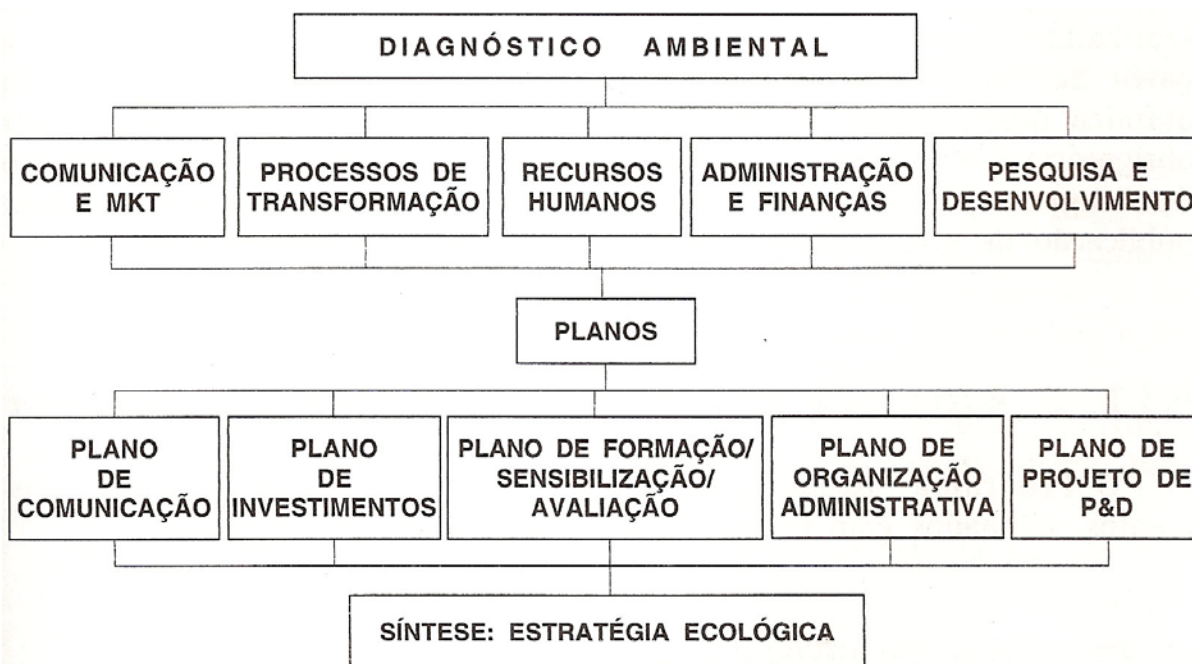 DIAGNÓSTICO AMBIENTAL
COMUNICAÇÃO
E MKT
PROCESSOS DE
TRANSFORMAÇÃO
RECURSOS
HUMANOS
ADMINISTRAÇÃO
E FINANÇAS
PESQUISA E
DESENVOLVIMENTO
PLANOS
PLANO
DE
COMUNICAÇÃO
PLANO
DE
INVESTIMENTOS
PLANO DE FORMAÇÃO/
SENSIBILIZAÇÃO/
AVALIAÇÃO
PLANO DE
ORGANIZAÇÃO
ADMINISTRATIVA
PLANO DE
PROJETO DE
P&D
SÍNTESE: ESTRATÉGIA ECOLÓGICA